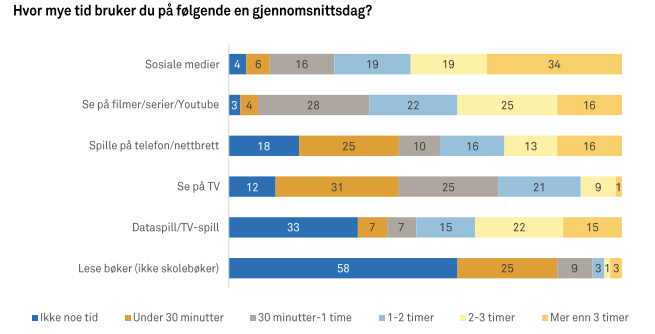 Hvor mye tid bruker du på følgende en gjennomsnittsdag?
Sosiale medier 4 6 16 19 19 34
Se på filmer/serier/Youtube 3 4 28 22 25 16
Spille på telefon/nettbrett 18 25 10 16 13 16
Se på TV 12 31 25 21 9 1
Dataspill/TV-spill 33 7 7 15 22 15
Lese bøker (ikke skolebøker) 58 25 9 3 1 3
Ikke noe tid Under 30 minutter 30 minutter-1 time 1-2 timer 2-3 timer Mer enn 3 timer